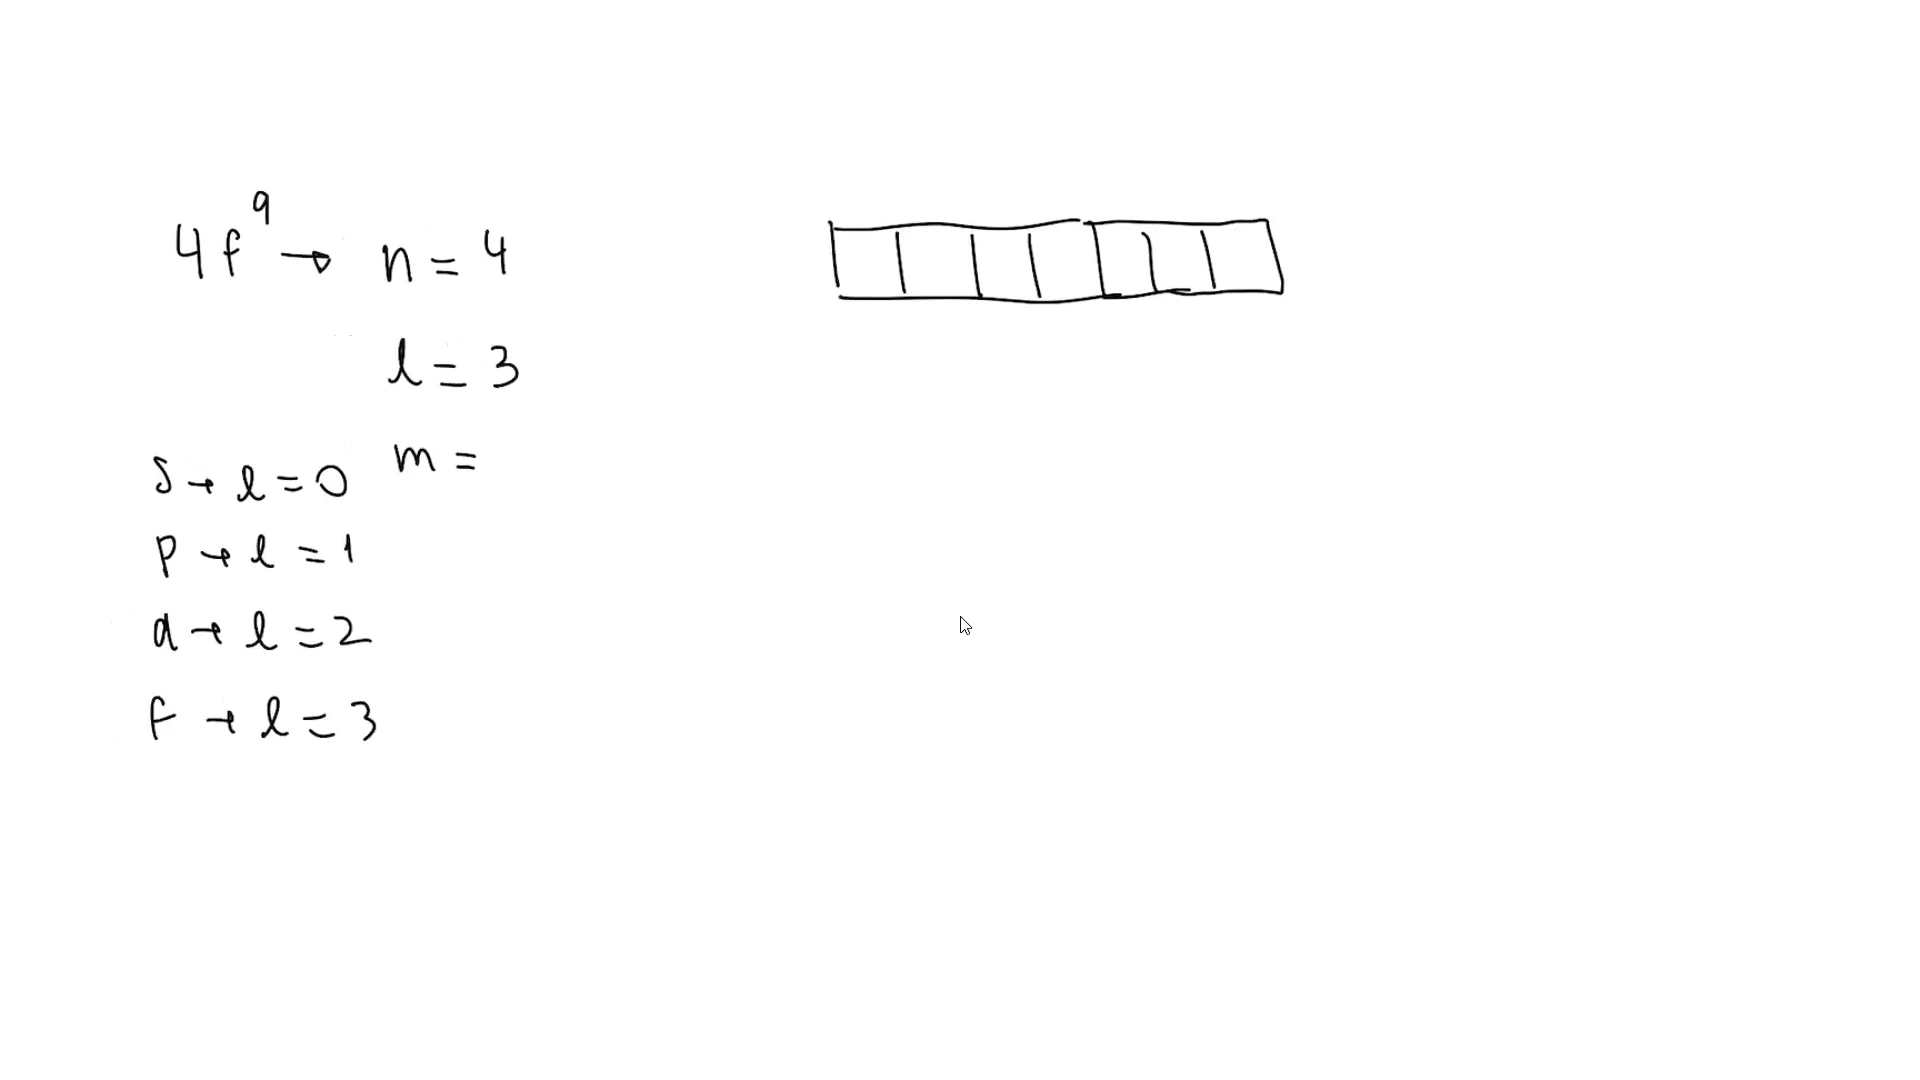 4f⁹ → n = 4
l = 3
m =
s → l = 0
p → l = 1
d → l = 2
f → l = 3